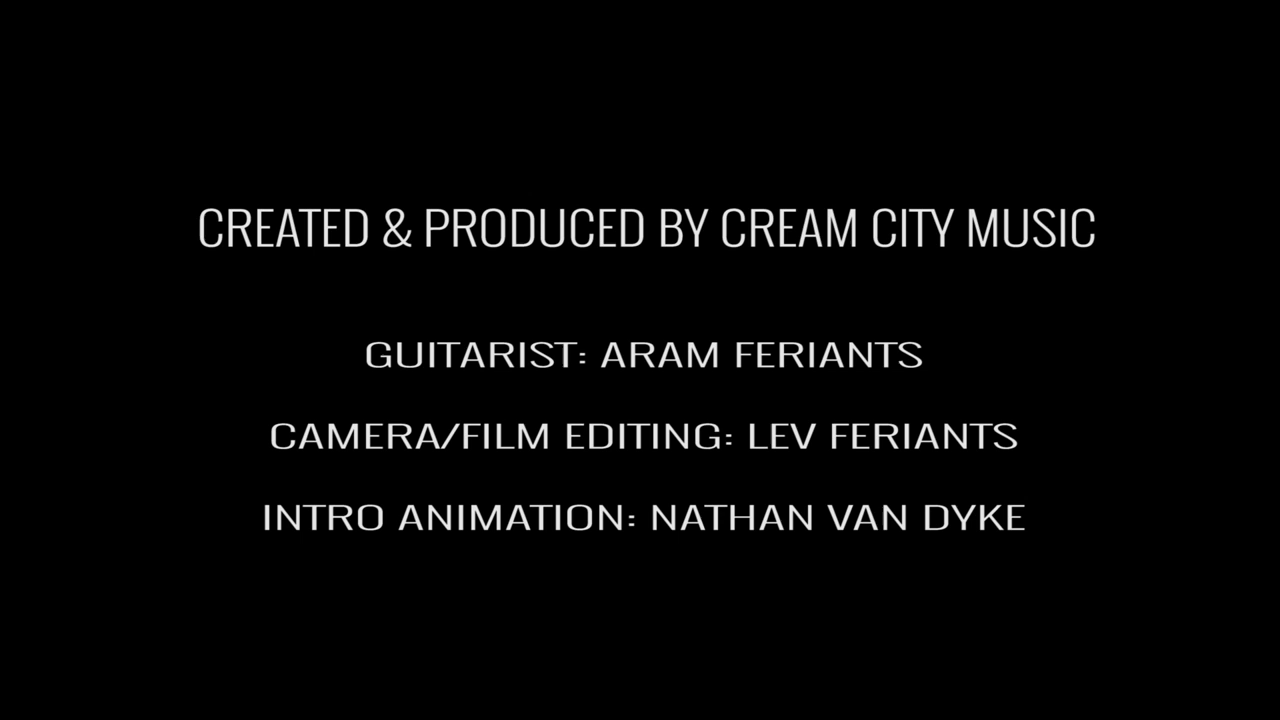 CREATED & PRODUCED BY CREAM CITY MUSIC
GUITARIST: ARAM FERIANTS
CAMERA/FILM EDITING: LEV FERIANTS
INTRO ANIMATION: NATHAN VAN DYKE